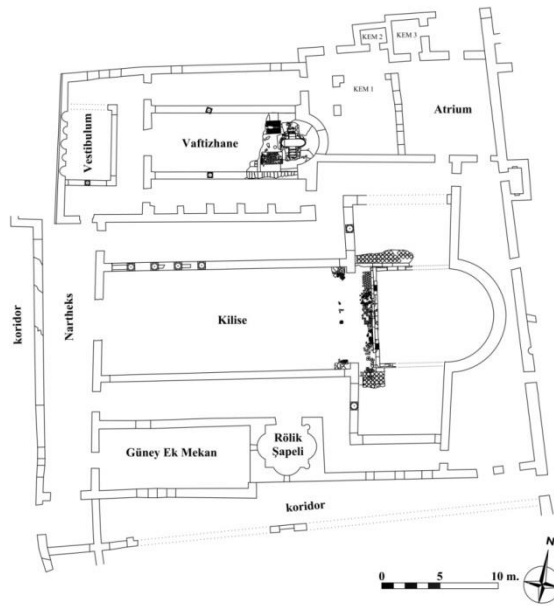 KEM 2
KEM 3
KEM 1
Atrium
Vestibulum
Vaftizhane
koridor
Nartheks
Kilise
Güney Ek Mekan
Rölik
Şapeli
koridor
N
0 5 10 m.